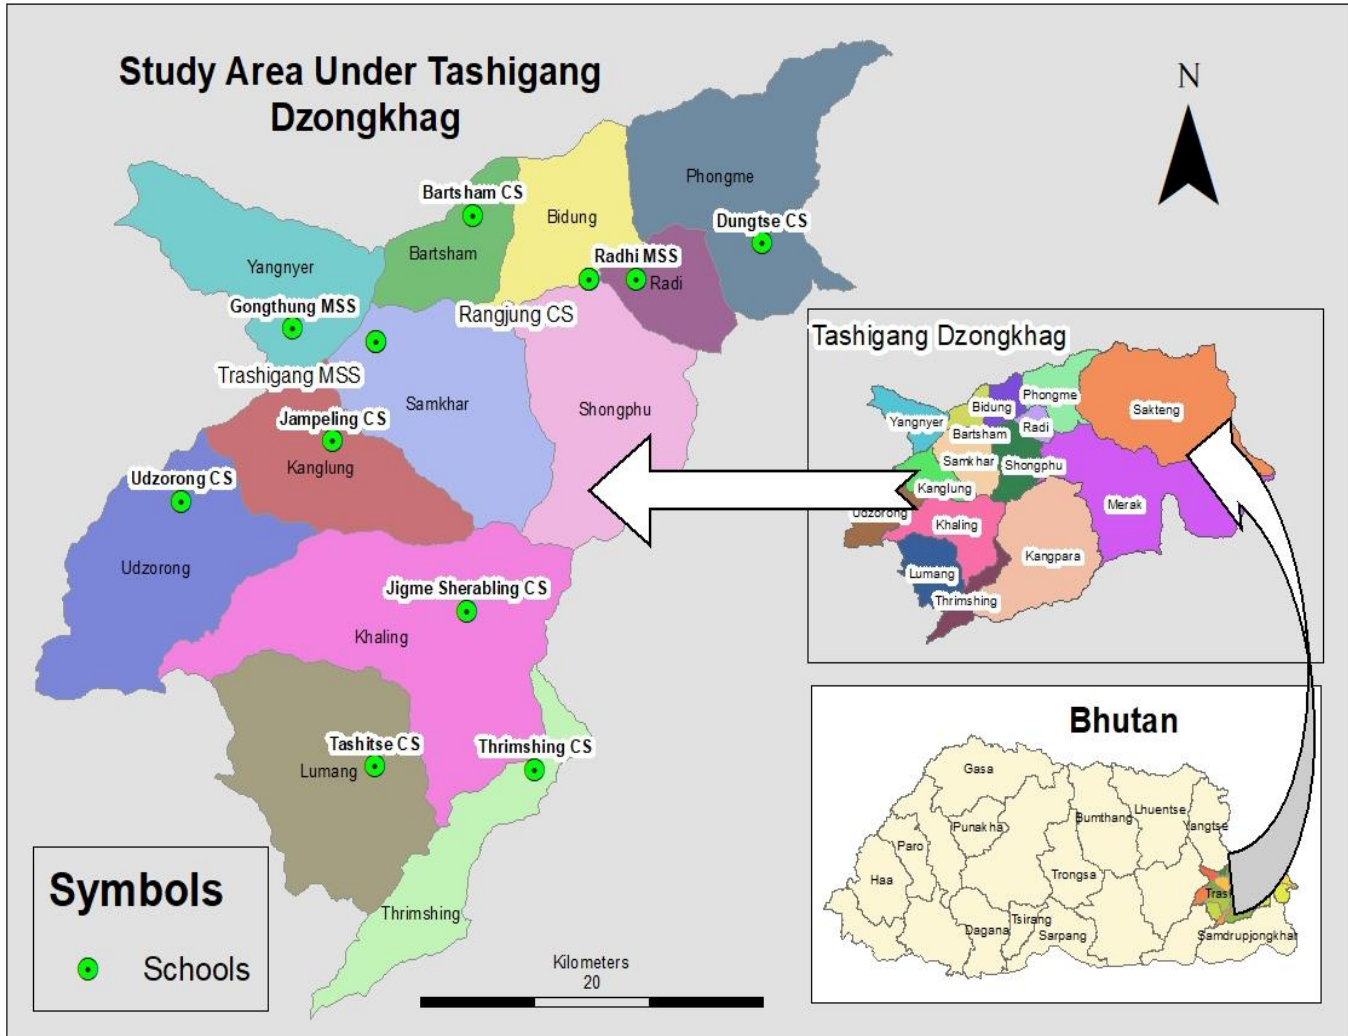 Study Area Under Tashigang
Dzongkhag
N
Phongme
Bartsham CS
Bidung
Dungtse CS
Bartsham
Radhi MSS
Yangnyer
Radi
Gongthung MSS
Rangjung CS
Trashigang MSS
Samkhar
Shongphu
Jampeling CS
Kanglung
Udzorong CS
Udzorong
Jigme Sherabling CS
Khaling
Tashitse CS
Thrimshing CS
Lumang
Thrimshing
Symbols
Schools
Kilometers
20
Tashigang Dzongkhag
Phongme
Sakteng
Bidung
Yangnyer
Radi
Bartsham
Samkhar
Shongphu
Kanglung
Merak
Udzorong
Khaling
Kangpara
Lumang
Thrimshing
Bhutan
Gasa
Lhuentse
Bumthang
Yangtse
Punakha
Paro
Haa
Trongsa
Tras
Tsirang
Dagana
Sarpang
Samdrupjongkhar